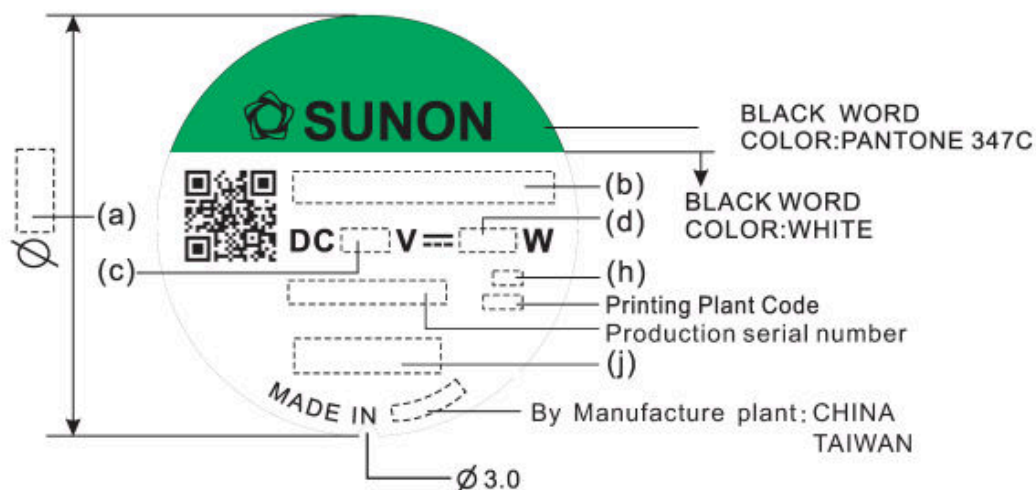 SUNON
BLACK WORD
COLOR:PANTONE 347C
(a)
Ø
(b)
BLACK WORD
COLOR:WHITE
(d)
DC V W
(c)
(h)
Printing Plant Code
Production serial number
(j)
MADE IN
By Manufacture plant: CHINA
TAIWAN
Ø 3.0